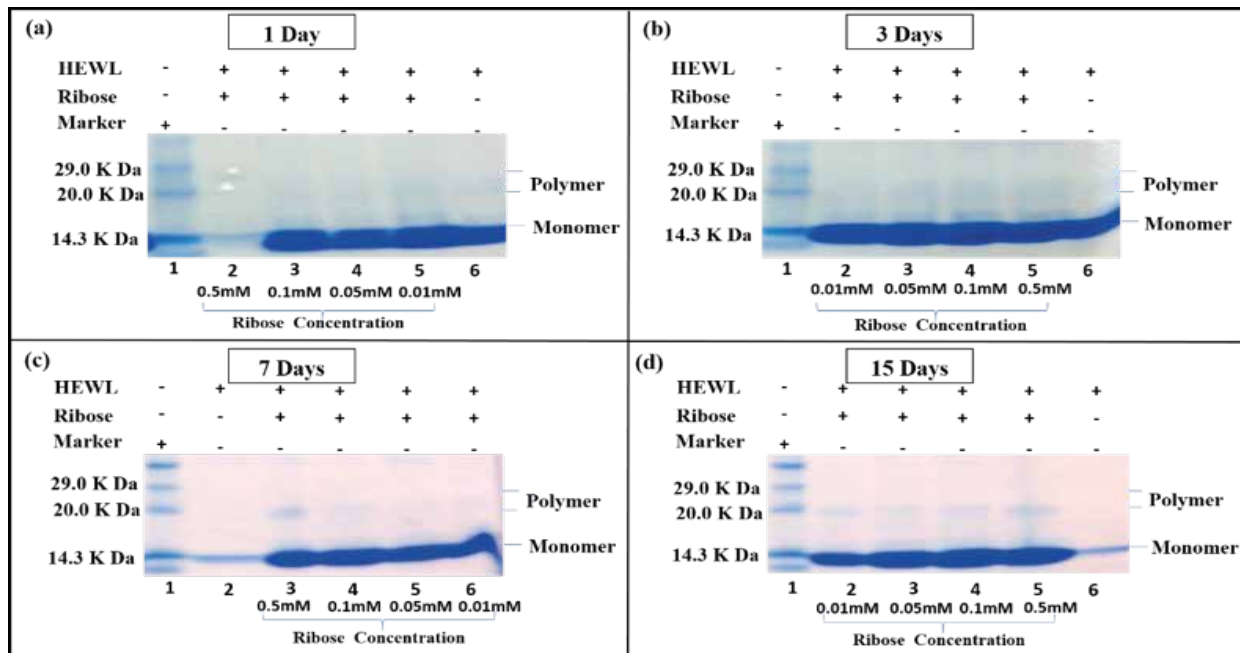 (a)
1 Day
HEWL - + + + + +
Ribose - + + + + -
Marker + - - - - -
29.0 K Da
20.0 K Da
14.3 K Da
Polymer
Monomer
1 2 3 4 5 6
0.5mM 0.1mM 0.05mM 0.01mM
Ribose Concentration
(b)
3 Days
HEWL - + + + + +
Ribose - + + + + -
Marker + - - - - -
29.0 K Da
20.0 K Da
14.3 K Da
Polymer
Monomer
1 2 3 4 5 6
0.01mM 0.05mM 0.1mM 0.5mM
Ribose Concentration
(c)
7 Days
HEWL - + + + + +
Ribose - - + + + +
Marker + - - - - -
29.0 K Da
20.0 K Da
14.3 K Da
Polymer
Monomer
1 2 3 4 5 6
0.5mM 0.1mM 0.05mM 0.01mM
Ribose Concentration
(d)
15 Days
HEWL - + + + + +
Ribose - + + + + -
Marker + - - - - -
29.0 K Da
20.0 K Da
14.3 K Da
Polymer
Monomer
1 2 3 4 5 6
0.01mM 0.05mM 0.1mM 0.5mM
Ribose Concentration